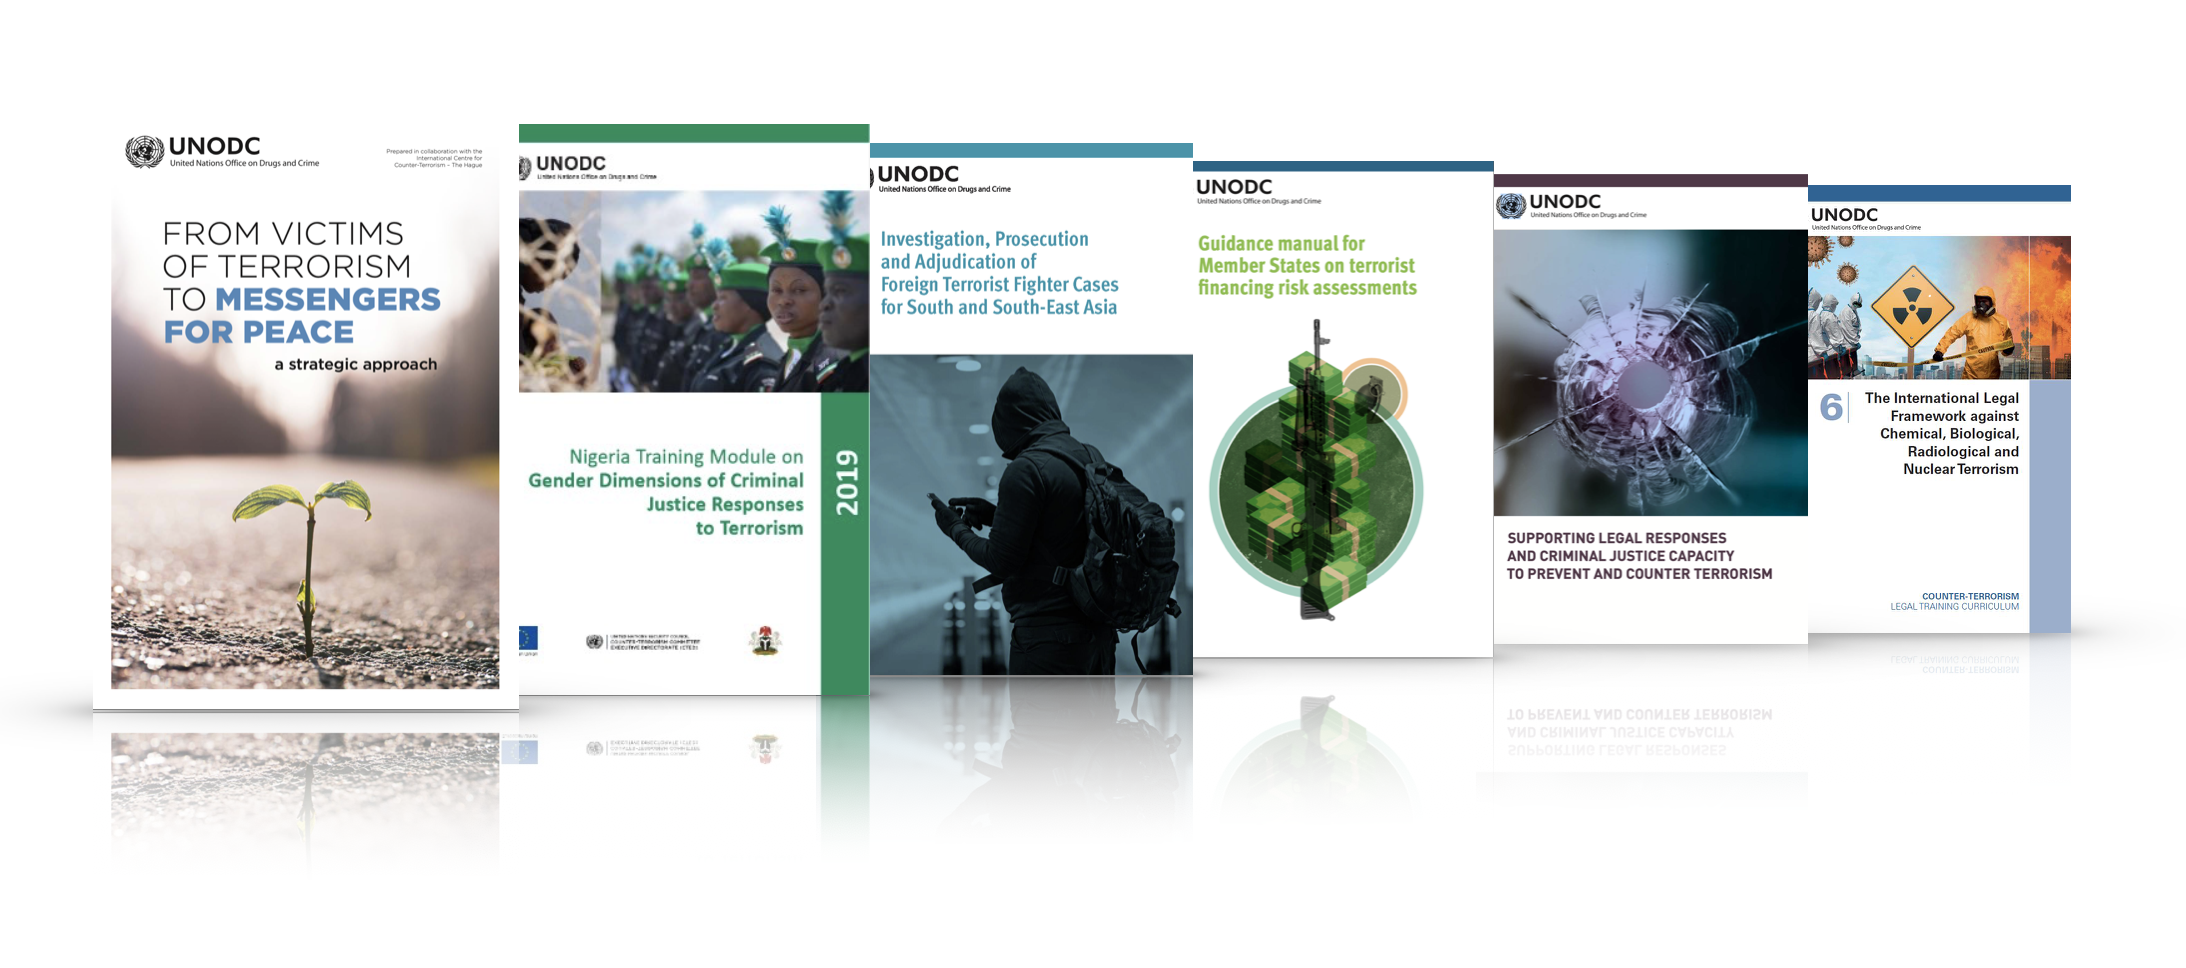 UNODC
United Nations Office on Drugs and Crime
Prepared in collaboration with the
International Centre for
Counter-Terrorism – The Hague
FROM VICTIMS
OF TERRORISM
TO MESSENGERS
FOR PEACE
a strategic approach
UNODC
United Nations Office on Drugs and Crime
Nigeria Training Module on
Gender Dimensions of Criminal
Justice Responses
to Terrorism
2019
UNITED NATIONS SECURITY COUNCIL
COUNTER-TERRORISM COMMITTEE
EXECUTIVE DIRECTORATE (CTED)
UNODC
United Nations Office on Drugs and Crime
Investigation, Prosecution
and Adjudication of
Foreign Terrorist Fighter Cases
for South and South-East Asia
UNODC
United Nations Office on Drugs and Crime
Guidance manual for
Member States on terrorist
financing risk assessments
UNODC
United Nations Office on Drugs and Crime
SUPPORTING LEGAL RESPONSES
AND CRIMINAL JUSTICE CAPACITY
TO PREVENT AND COUNTER TERRORISM
UNODC
United Nations Office on Drugs and Crime
CAUTION
6
The International Legal
Framework against
Chemical, Biological,
Radiological and
Nuclear Terrorism
COUNTER-TERRORISM
LEGAL TRAINING CURRICULUM